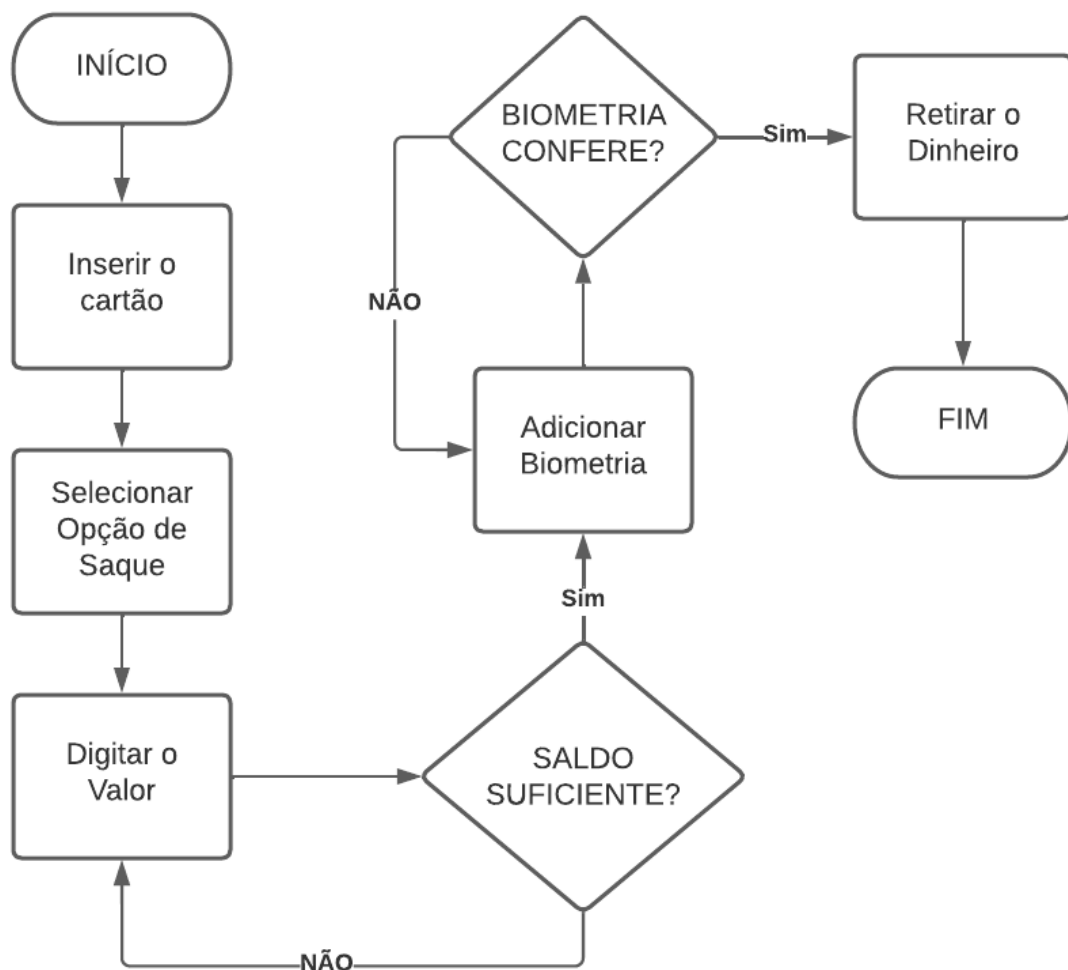 INÍCIO
Inserir o
cartão
Selecionar
Opção de
Saque
Digitar o
Valor
SALDO
SUFICIENTE?
NÃO
Sim
Adicionar
Biometria
BIOMETRIA
CONFERE?
NÃO
Sim
Retirar o
Dinheiro
FIM